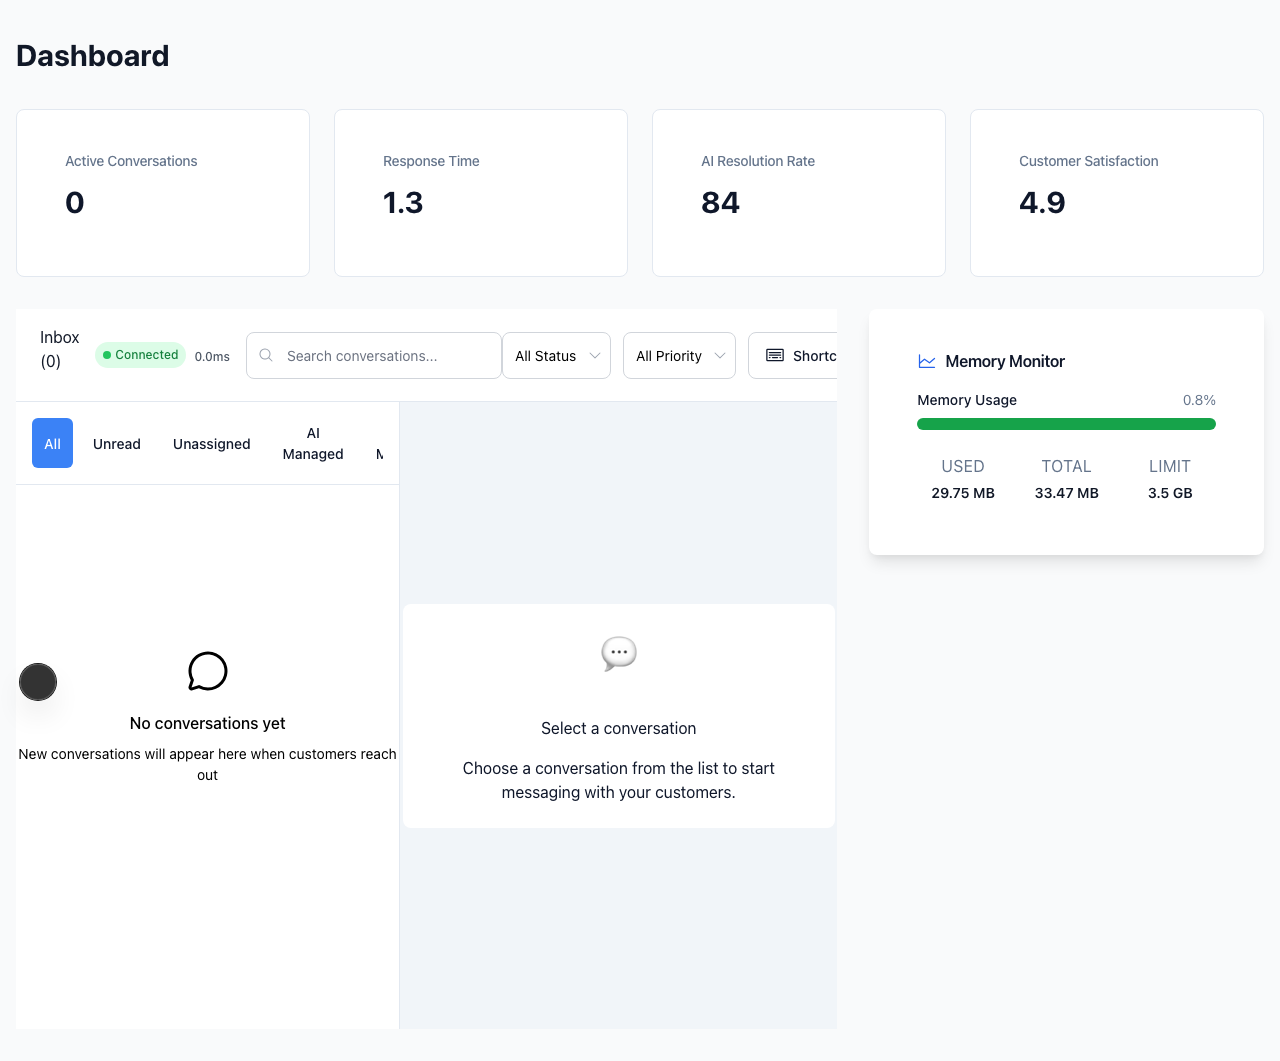 Dashboard
Active Conversations
0
Response Time
1.3
AI Resolution Rate
84
Customer Satisfaction
4.9
Inbox
(0)
Connected
0.0ms
Search conversations...
All Status
All Priority
Shortc
All
Unread
Unassigned
AI
Managed
No conversations yet
New conversations will appear here when customers reach
out
Select a conversation
Choose a conversation from the list to start
messaging with your customers.
Memory Monitor
Memory Usage
0.8%
USED
TOTAL
LIMIT
29.75 MB
33.47 MB
3.5 GB